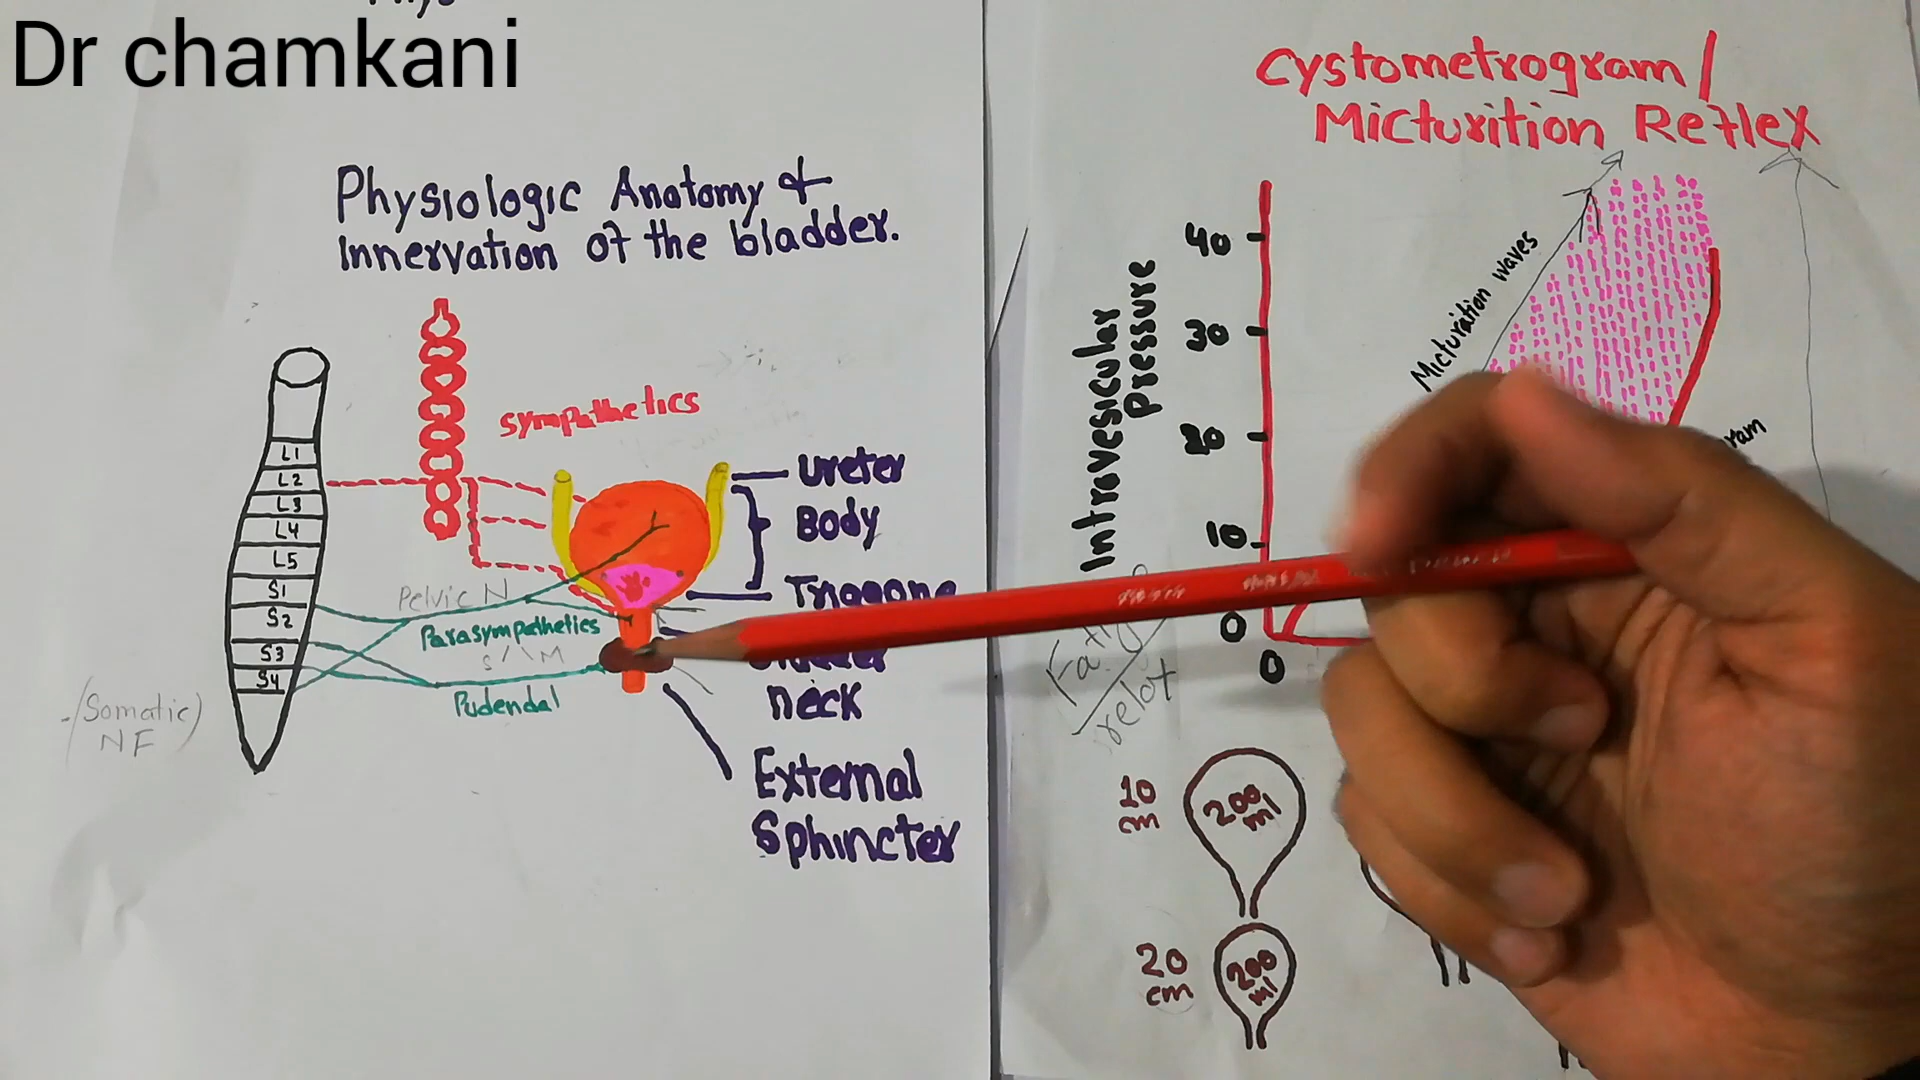 Dr chamkani
Physiologic Anatomy &
Innervation of the bladder.
sympathetics
L1
L2
L3
L4
L5
S1
S2
S3
S4
Pelvic N
Parasympathetics
S M
Pudendal
(Somatic)
NF
Ureter
Body
Trigone
neck
External
Sphincter
Cystometrogram/
Micturition Reflex
Intravesicular
Pressure
40
30
20
10
0
0
Micturition waves
10
cm
200
ml
20
cm
200
ml